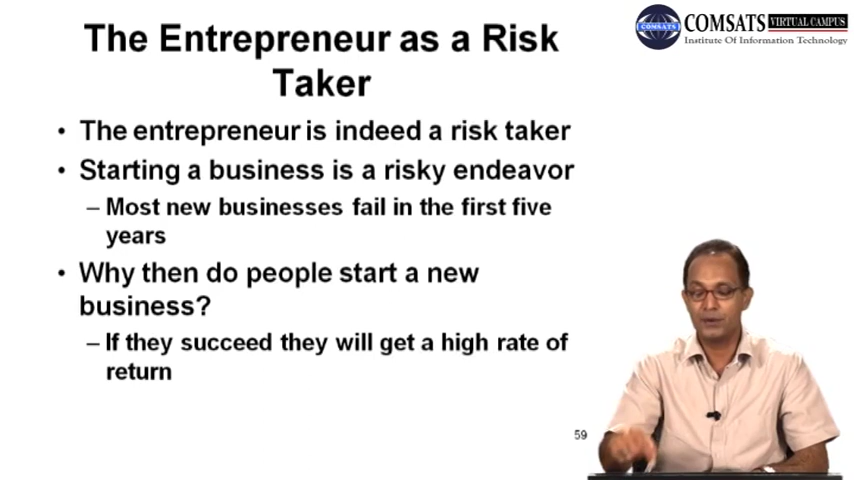 The Entrepreneur as a Risk
Taker
• The entrepreneur is indeed a risk taker
• Starting a business is a risky endeavor
– Most new businesses fail in the first five
years
• Why then do people start a new
business?
– If they succeed they will get a high rate of
return
59
COMSATS
COMSATS VIRTUAL CAMPUS
Institute Of Information Technology